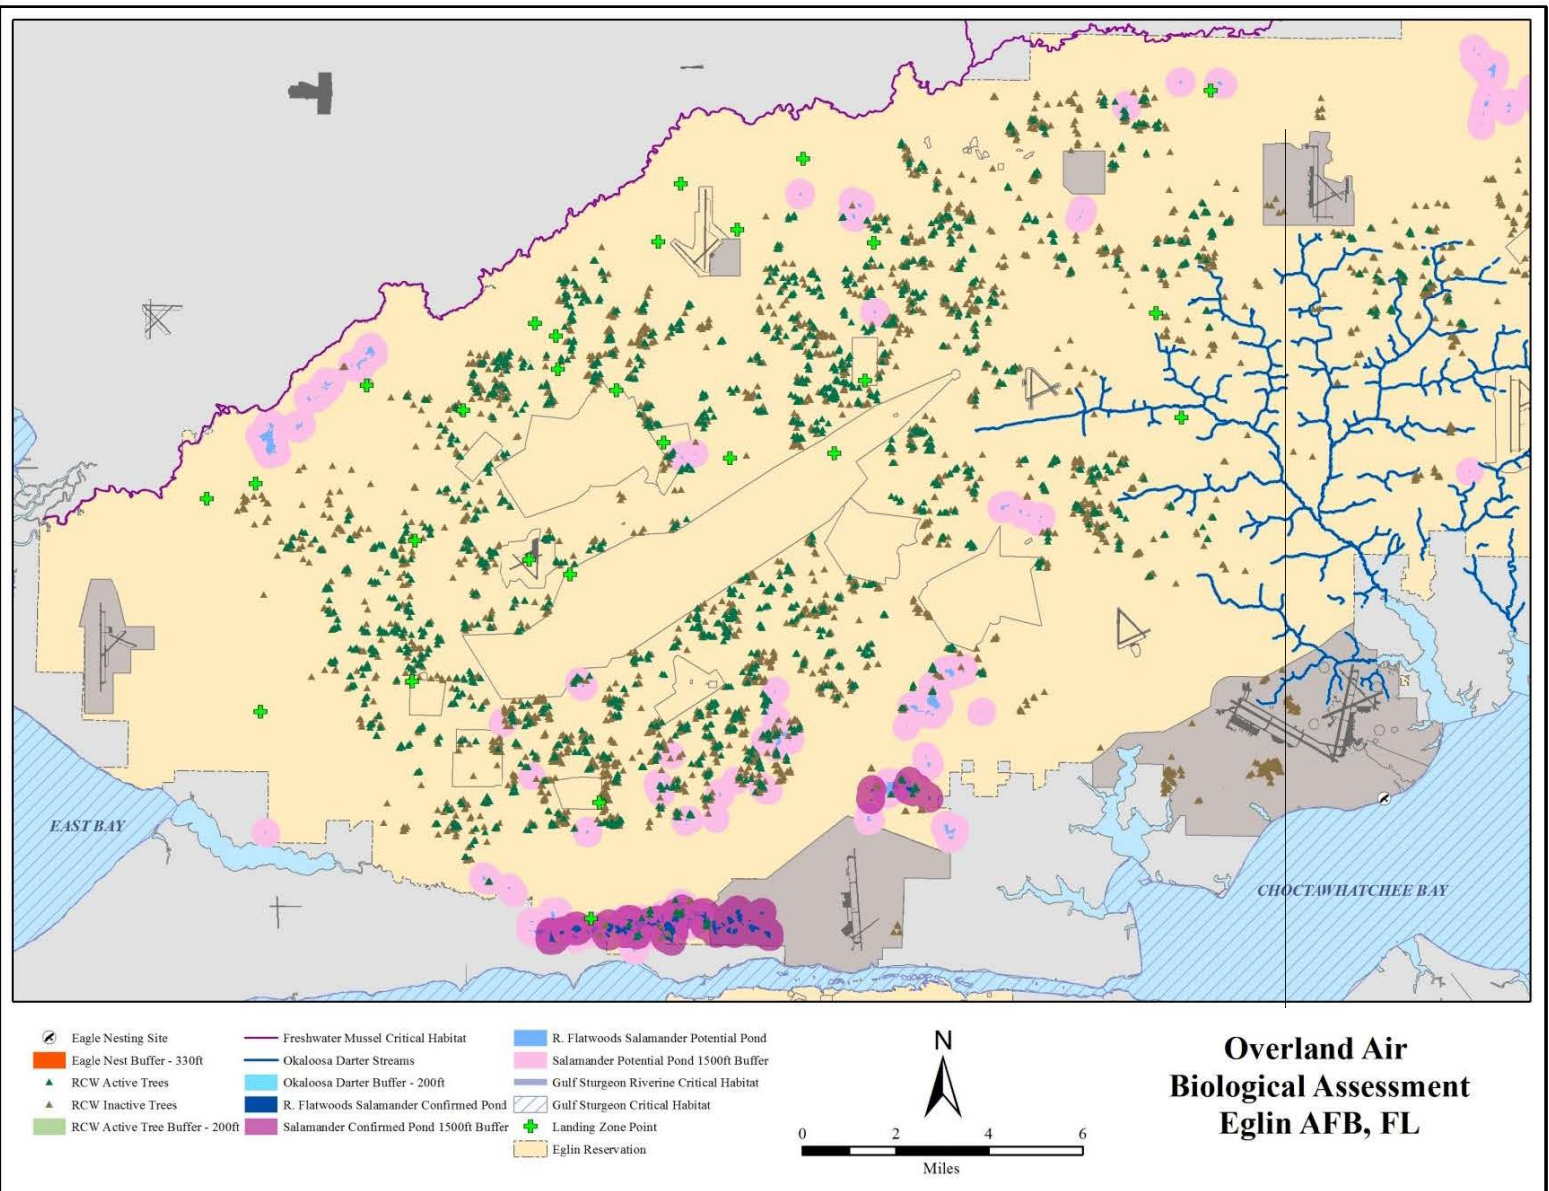 EAST BAY
CHOCTAWHATCHEE BAY
Eagle Nesting Site
Eagle Nest Buffer - 330ft
RCW Active Trees
RCW Inactive Trees
RCW Active Tree Buffer - 200ft
Freshwater Mussel Critical Habitat
Okaloosa Darter Streams
Okaloosa Darter Buffer - 200ft
R. Flatwoods Salamander Confirmed Pond
Salamander Confirmed Pond 1500ft Buffer
R. Flatwoods Salamander Potential Pond
Salamander Potential Pond 1500ft Buffer
Gulf Sturgeon Riverine Critical Habitat
Gulf Sturgeon Critical Habitat
Landing Zone Point
Eglin Reservation
N
0 2 4 6
Miles
Overland Air
Biological Assessment
Eglin AFB, FL